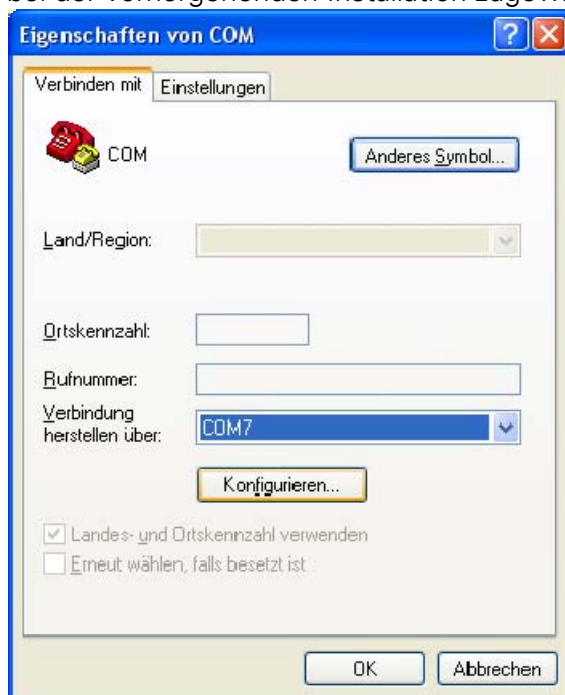 Eigenschaften von COM
Verbinden mit Einstellungen
COM
Anderes Symbol...
Land/Region:
Ortskennzahl:
Rufnummer:
Verbindung
herstellen über:
COM7
Konfigurieren...
Landes- und Ortskennzahl verwenden
Erneut wählen, falls besetzt ist
OK Abbrechen